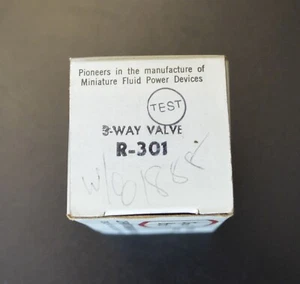 Pioneers in the manufacture of
Miniature Fluid Power Devices
TEST
3-WAY VALVE
R-301